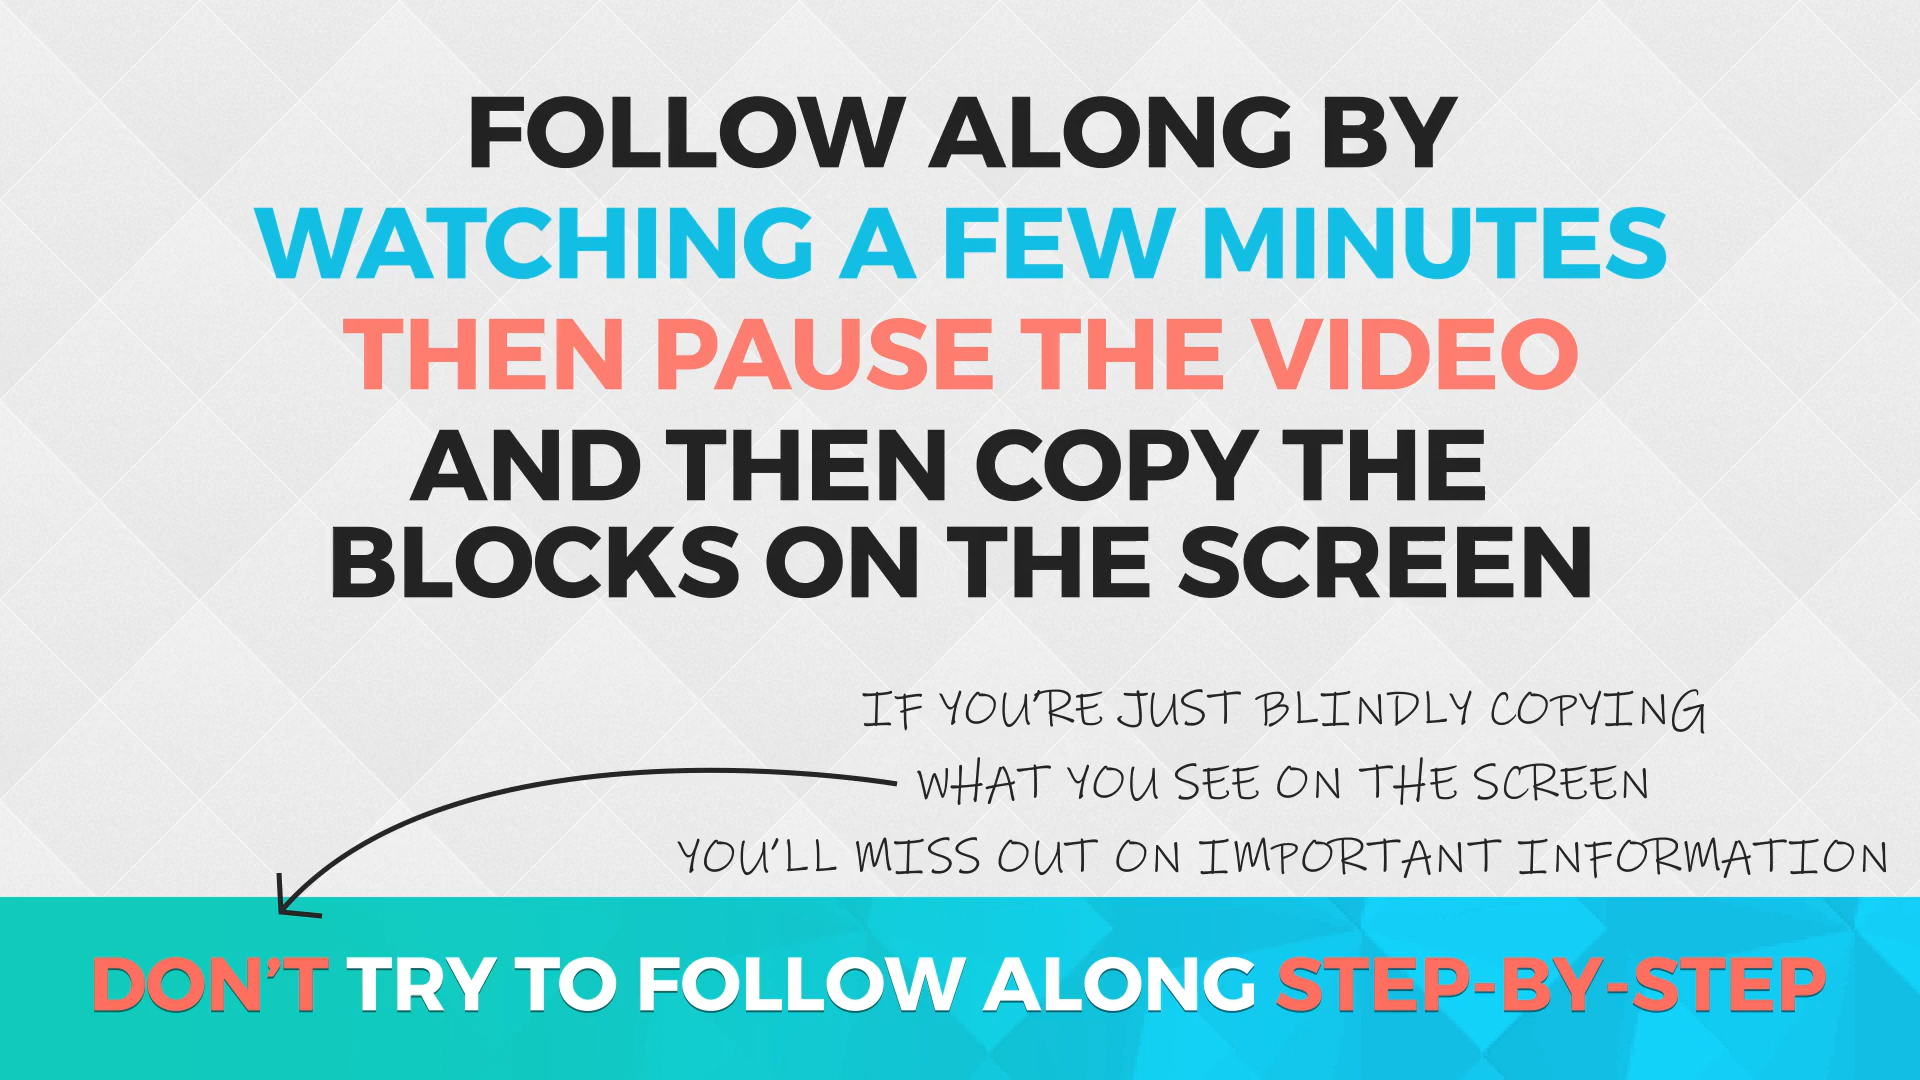 FOLLOW ALONG BY
WATCHING A FEW MINUTES
THEN PAUSE THE VIDEO
AND THEN COPY THE
BLOCKS ON THE SCREEN
IF YOU'RE JUST BLINDLY COPYING
WHAT YOU SEE ON THE SCREEN
YOU'LL MISS OUT ON IMPORTANT INFORMATION
DON'T TRY TO FOLLOW ALONG STEP-BY-STEP